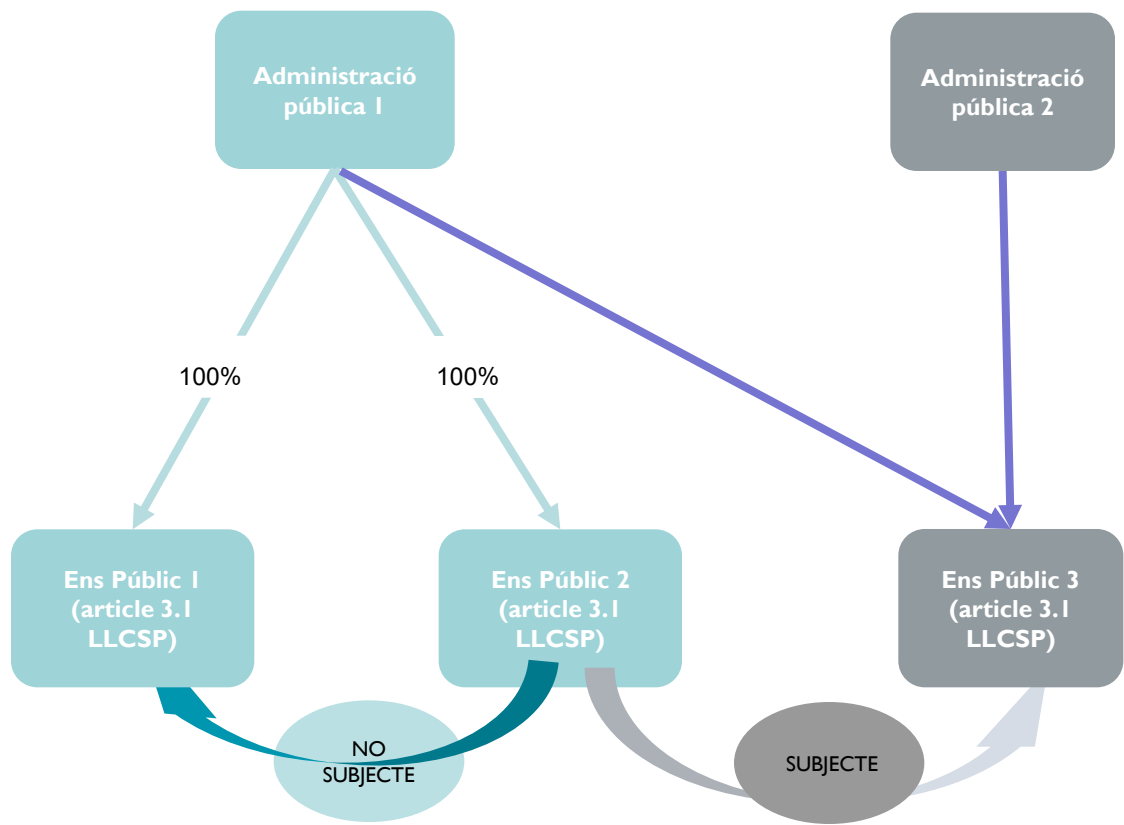 Administració
pública 1
Administració
pública 2
100%
100%
Ens Públic 1
(article 3.1
LLCSP)
Ens Públic 2
(article 3.1
LLCSP)
Ens Públic 3
(article 3.1
LLCSP)
NO
SUBJECTE
SUBJECTE